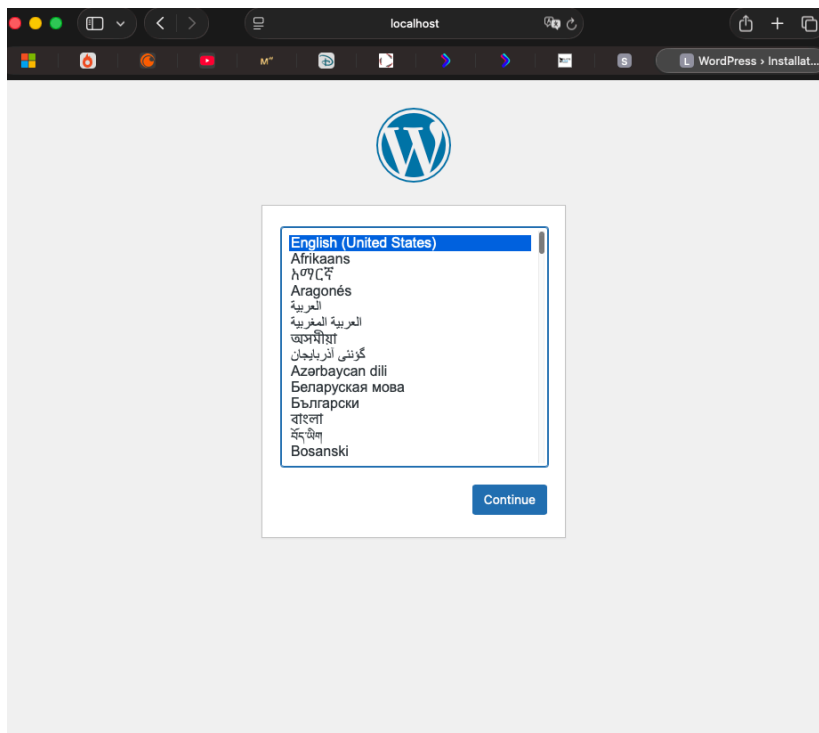 localhost
WordPress › Installat...
English (United States)
Afrikaans
አማርኛ
Aragonés
العربية
العربية المغربية
অসমীয়া
گؤنئی آذربایجان
Azərbaycan dili
Беларуская мова
Български
বাংলা
བོད་ཡིག
Bosanski
Continue